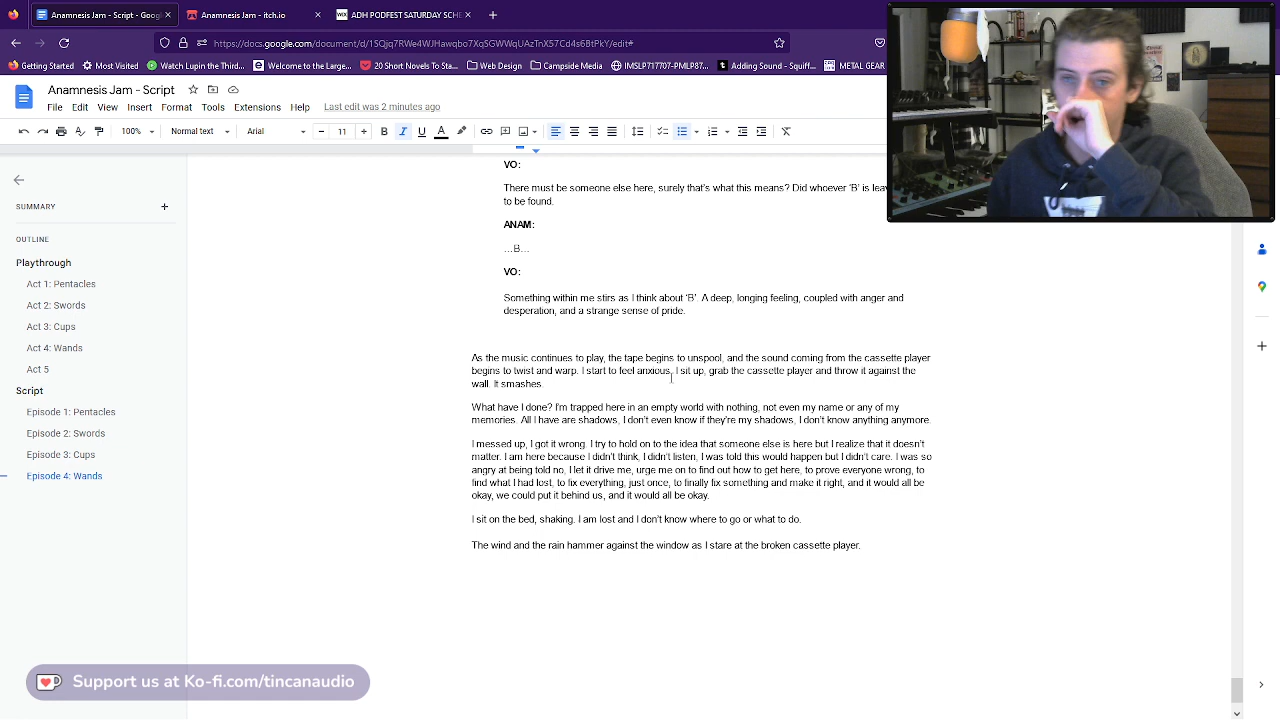 Anamnesis Jam - Script - Goog
Anamnesis Jam - itch.io
WIX ADH PODFEST SATURDAY SCHE
https://docs.google.com/document/d/1SQjq7RWe4WJHawqbo7XqSGWWqUAzTnX57Cd4s6BtPkY/edit#
Getting Started
Most Visited
Watch Lupin the Third...
Welcome to the Large...
20 Short Novels To Sta...
Web Design
Campside Media
IMSLP717707-PMLP87...
Adding Sound - Squiff...
METAL GEAR
Anamnesis Jam - Script
File Edit View Insert Format Tools Extensions Help
Last edit was 2 minutes ago
100% Normal text Arial 11
SUMMARY
OUTLINE
Playthrough
Act 1: Pentacles
Act 2: Swords
Act 3: Cups
Act 4: Wands
Act 5
Script
Episode 1: Pentacles
Episode 2: Swords
Episode 3: Cups
Episode 4: Wands
VO:
There must be someone else here, surely that's what this means? Did whoever 'B' is
to be found.
ANAM:
…B…
VO:
Something within me stirs as I think about 'B'. A deep, longing feeling, coupled with anger and
desperation, and a strange sense of pride.
As the music continues to play, the tape begins to unspool, and the sound coming from the cassette player
begins to twist and warp. I start to feel anxious, I sit up, grab the cassette player and throw it against the
wall. It smashes.
What have I done? I'm trapped here in an empty world with nothing, not even my name or any of my
memories. All I have are shadows, I don't even know if they're my shadows, I don't know anything anymore.
I messed up, I got it wrong. I try to hold on to the idea that someone else is here but I realize that it doesn't
matter. I am here because I didn't think, I didn't listen, I was told this would happen but I didn't care. I was so
angry at being told no, I let it drive me, urge me on to find out how to get here, to prove everyone wrong, to
find what I had lost, to fix everything, just once, to finally fix something and make it right, and it would all be
okay, we could put it behind us, and it would all be okay.
I sit on the bed, shaking. I am lost and I don't know where to go or what to do.
The wind and the rain hammer against the window as I stare at the broken cassette player.
Support us at Ko-fi.com/tincanaudio